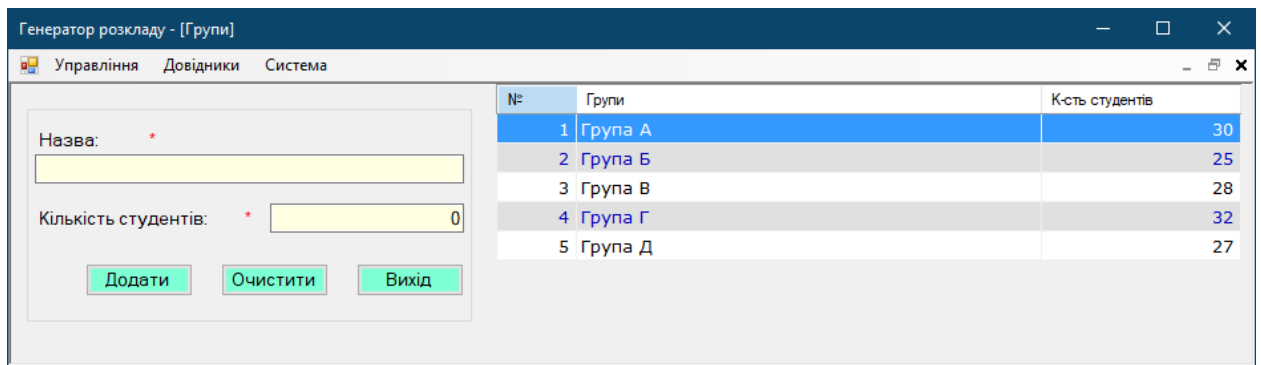 Генератор розкладу - [Групи]
Управління Довідники Система
Назва: *
Кількість студентів: * 0
Додати Очистити Вихід
№ Групи К-сть студентів
1 Група А 30
2 Група Б 25
3 Група В 28
4 Група Г 32
5 Група Д 27